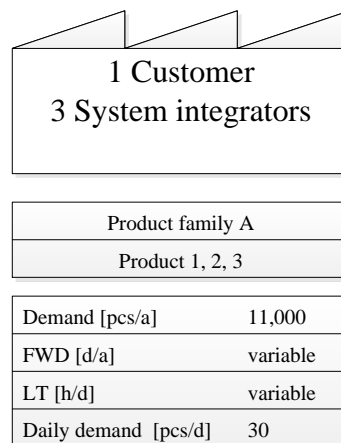 1 Customer
3 System integrators
Product family A
Product 1, 2, 3
Demand [pcs/a] 11,000
FWD [d/a] variable
LT [h/d] variable
Daily demand [pcs/d] 30